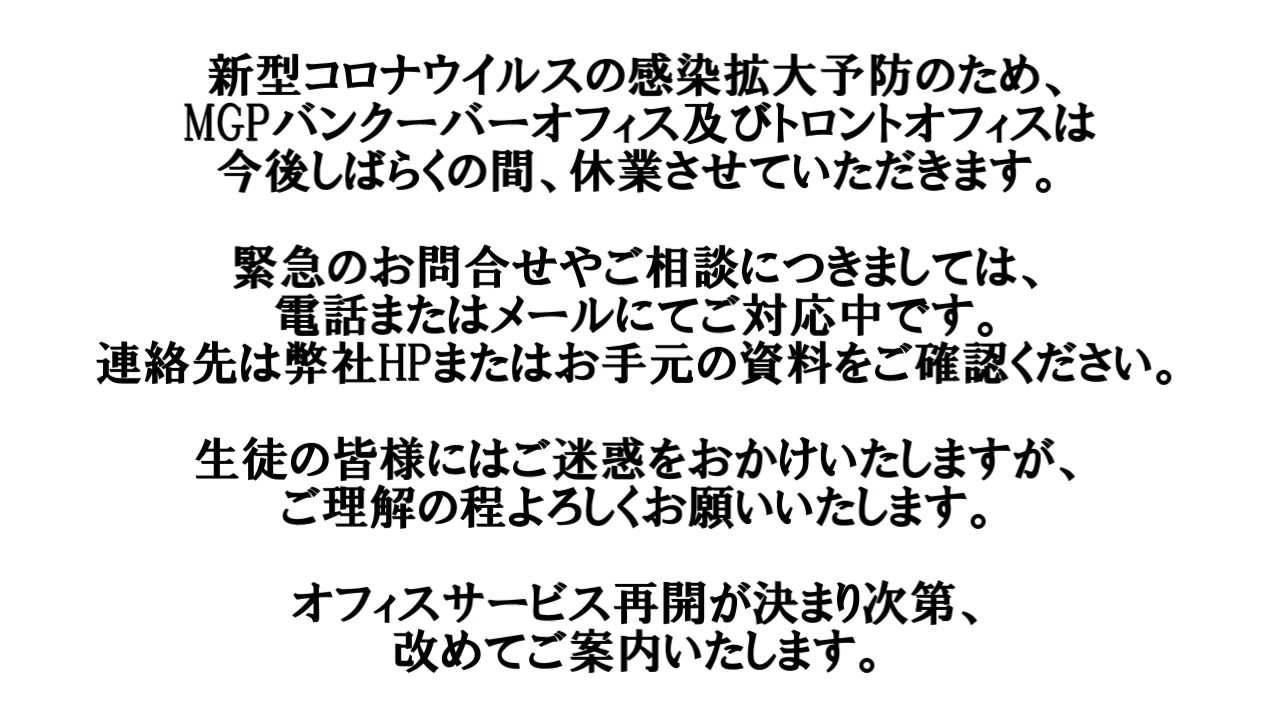 新型コロナウイルスの感染拡大予防のため、
MGPバンクーバーオフィス及びトロントオフィスは
今後しばらくの間、休業させていただきます。
緊急のお問合せやご相談につきましては、
電話またはメールにてご対応中です。
連絡先は弊社HPまたはお手元の資料をご確認ください。
生徒の皆様にはご迷惑をおかけいたしますが、
ご理解の程よろしくお願いいたします。
オフィスサービス再開が決まり次第、
改めてご案内いたします。